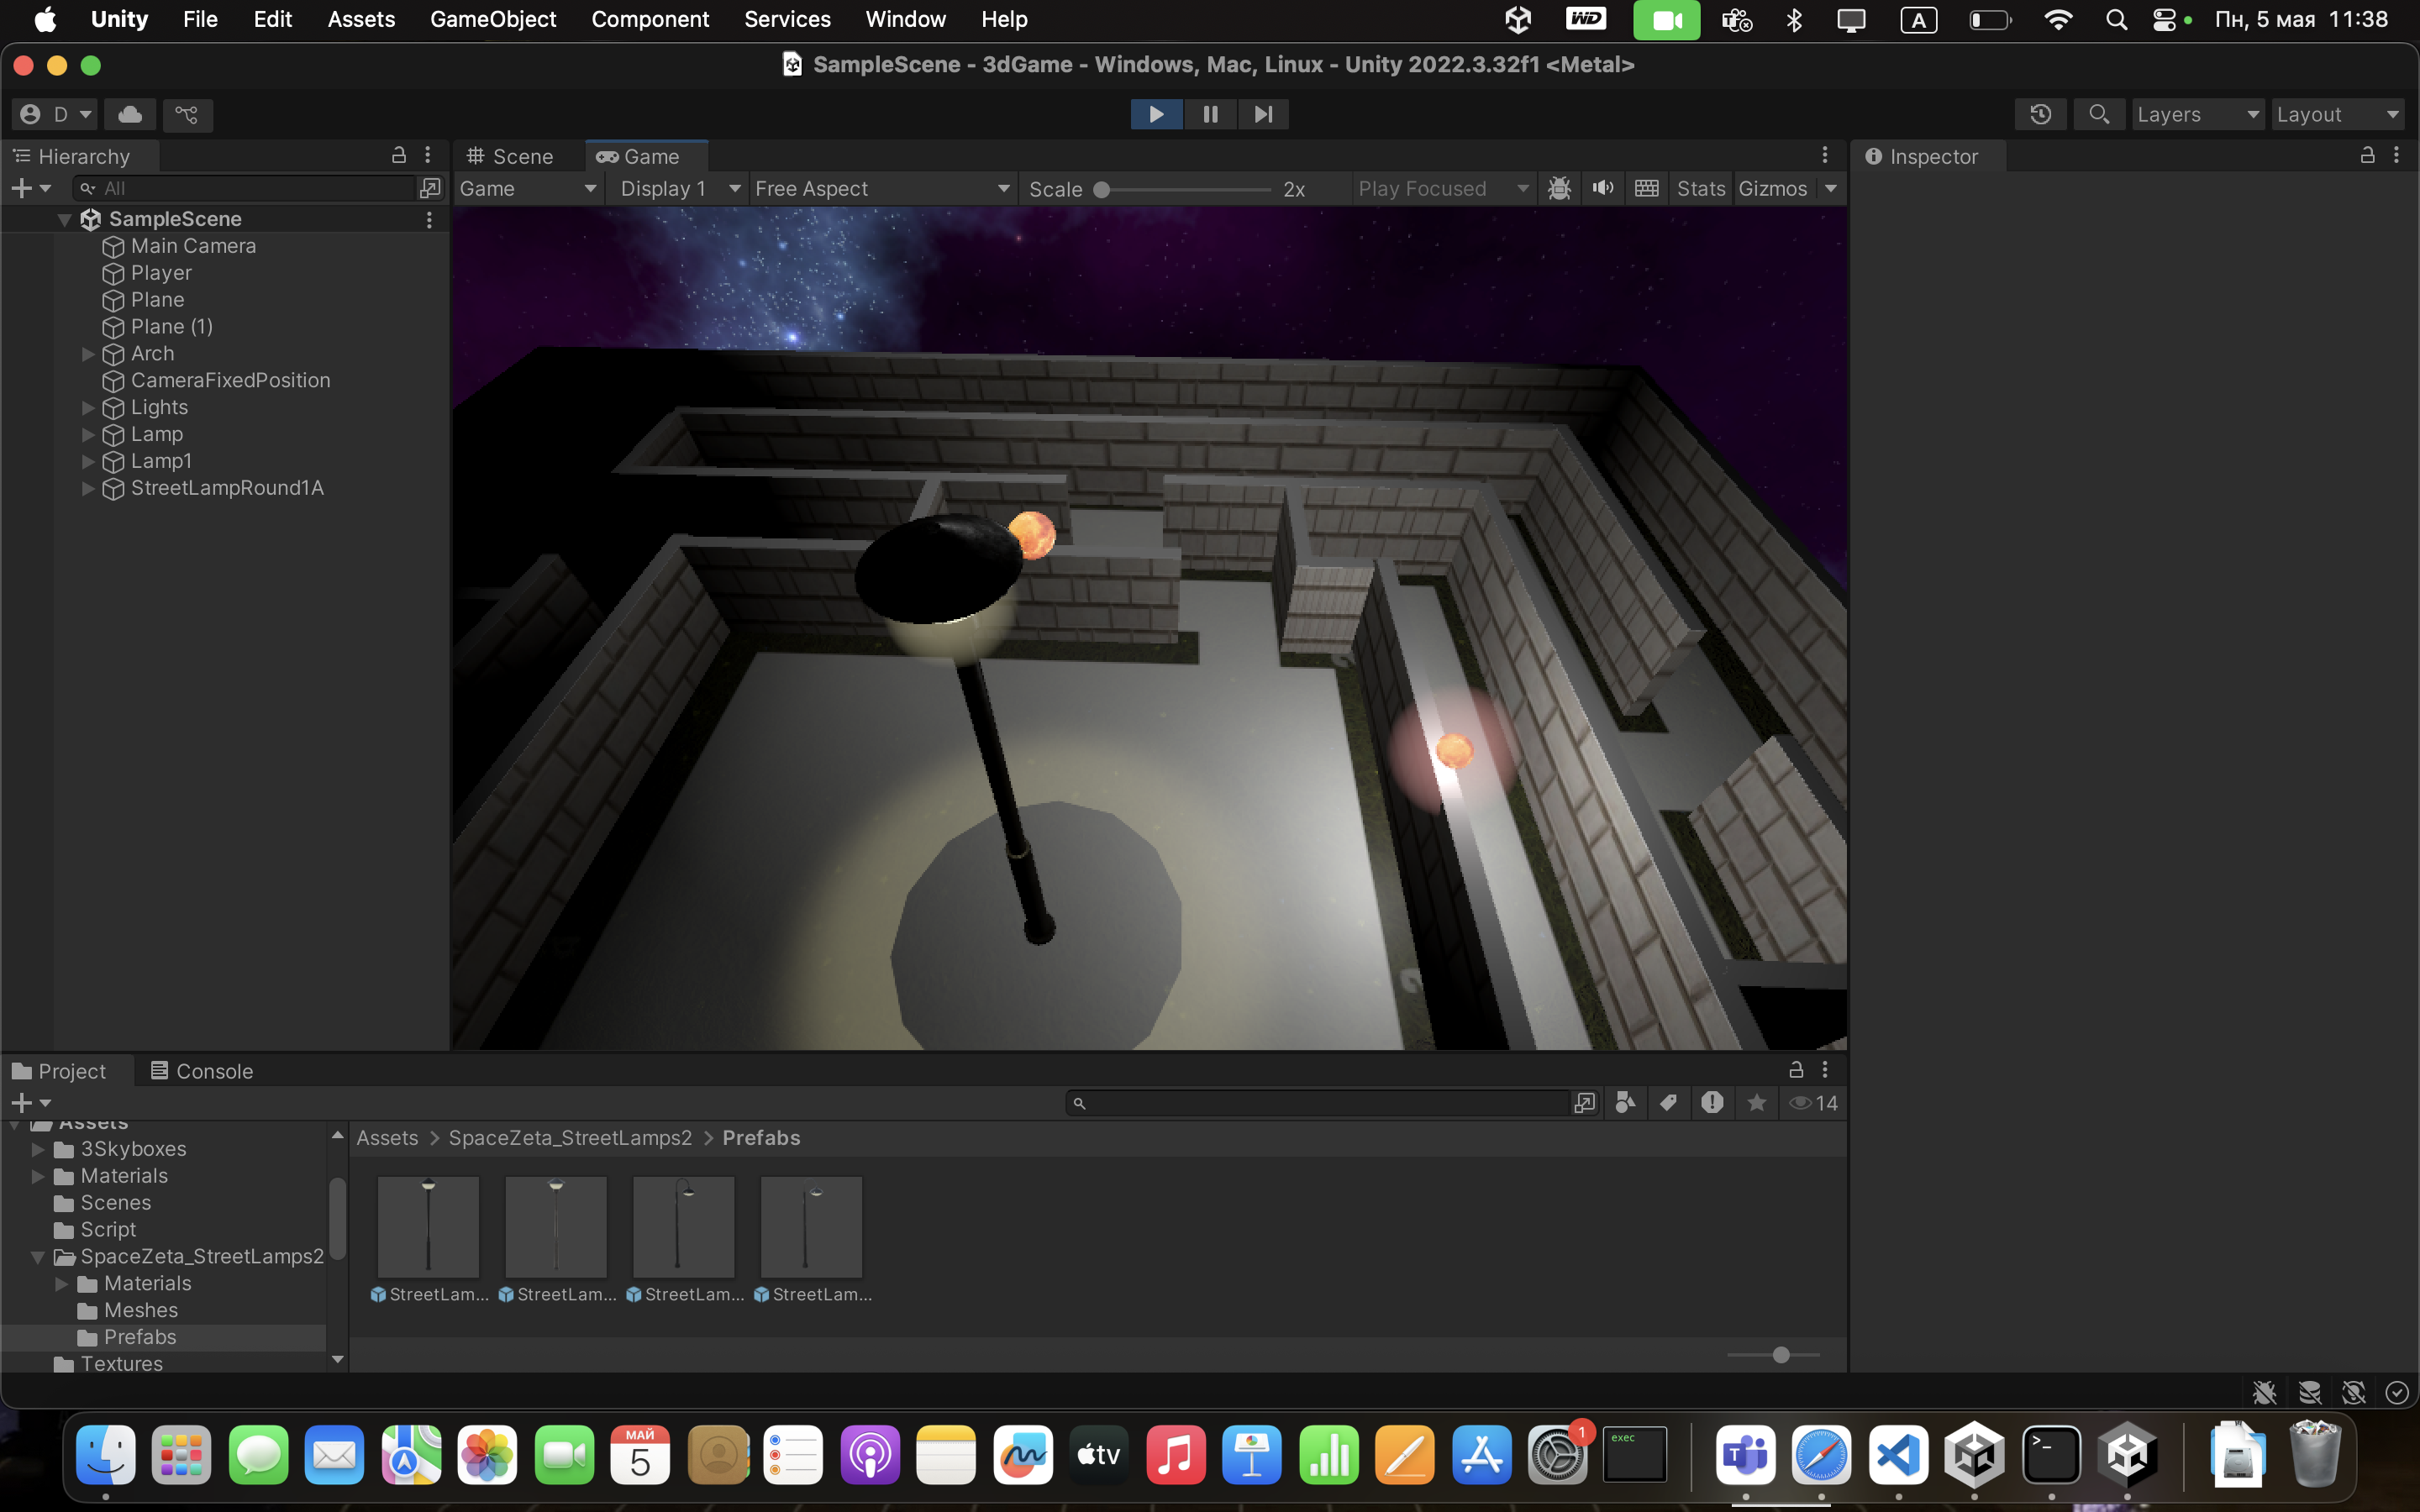 Unity File Edit Assets GameObject Component Services Window Help WD A Пн, 5 мая 11:38
SampleScene - 3dGame - Windows, Mac, Linux - Unity 2022.3.32f1 <Metal>
D Layers Layout
Hierarchy
All
SampleScene
Main Camera
Player
Plane
Plane (1)
Arch
CameraFixedPosition
Lights
Lamp
Lamp1
StreetLampRound1A
Scene Game
Game Display 1 Free Aspect Scale 2x Play Focused Stats Gizmos
Inspector
Project Console
14
Assets
3Skyboxes
Materials
Scenes
Script
SpaceZeta_StreetLamps2
Materials
Meshes
Prefabs
Textures
Assets > SpaceZeta_StreetLamps2 > Prefabs
StreetLam... StreetLam... StreetLam... StreetLam...
МАЙ
5
tv
1
exec
>_